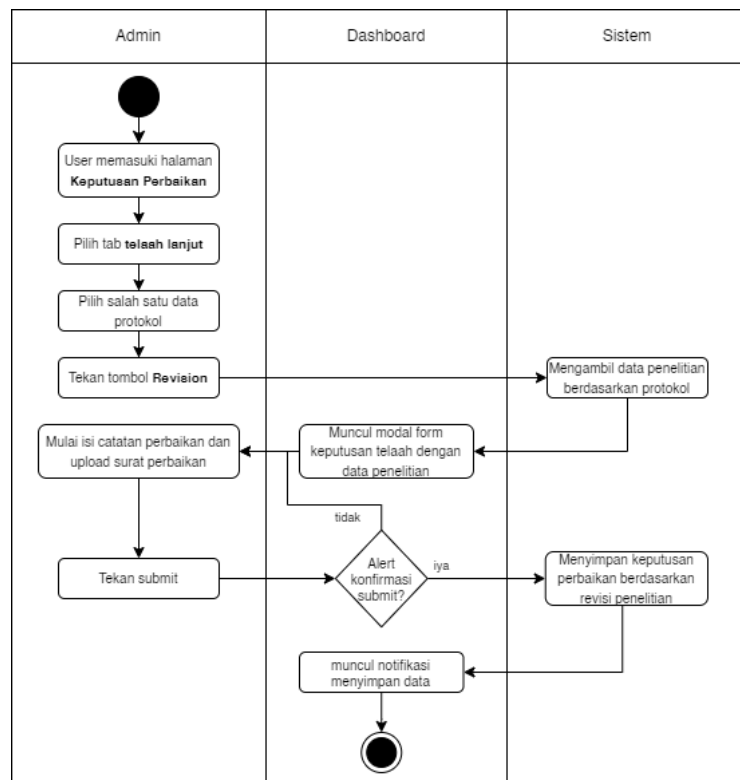 Admin
Dashboard
Sistem
User memasuki halaman
Keputusan Perbaikan
Pilih tab telaah lanjut
Pilih salah satu data
protokol
Tekan tombol Revision
Mengambil data penelitian
berdasarkan protokol
Muncul modal form
keputusan telaah dengan
data penelitian
Mulai isi catatan perbaikan dan
upload surat perbaikan
tidak
Tekan submit
Alert
konfirmasi
submit?
iya
Menyimpan keputusan
perbaikan berdasarkan
revisi penelitian
muncul notifikasi
menyimpan data